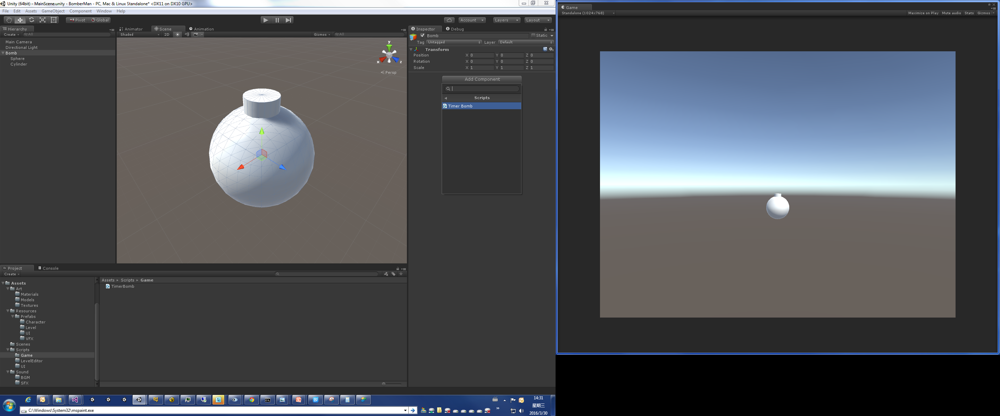 Unity (64bit) - MainScene.unity - BomberMan - PC, Mac & Linux Standalone* <DX11 on DX10 GPU>
File Edit Assets GameObject Component Window Help
Pivot Global
Account Layers Layout
Hierarchy
Create All
Main Camera
Directional Light
Bomb
Sphere
Cylinder
Animator Scene Animation
Shaded 2D Gizmos All
y
x z
Persp
Inspector Debug
Bomb Static
Tag Untagged Layer Default
Transform
Position X 0 Y 0 Z 0
Rotation X 0 Y 0 Z 0
Scale X 1 Y 1 Z 1
Add Component
Scripts
Timer Bomb
Project Console
Create
Assets
Art
Materials
Models
Textures
Resources
Prefabs
Character
Level
UI
VFX
Scenes
Scripts
Game
LevelEditor
UI
Sound
BGM
SFX
Assets Scripts Game
TimerBomb
Game
Standalone (1024x768) Maximize on Play Mute audio Stats Gizmos
C:\Windows\System32\mspaint.exe
14:31
星期三
2016/3/30